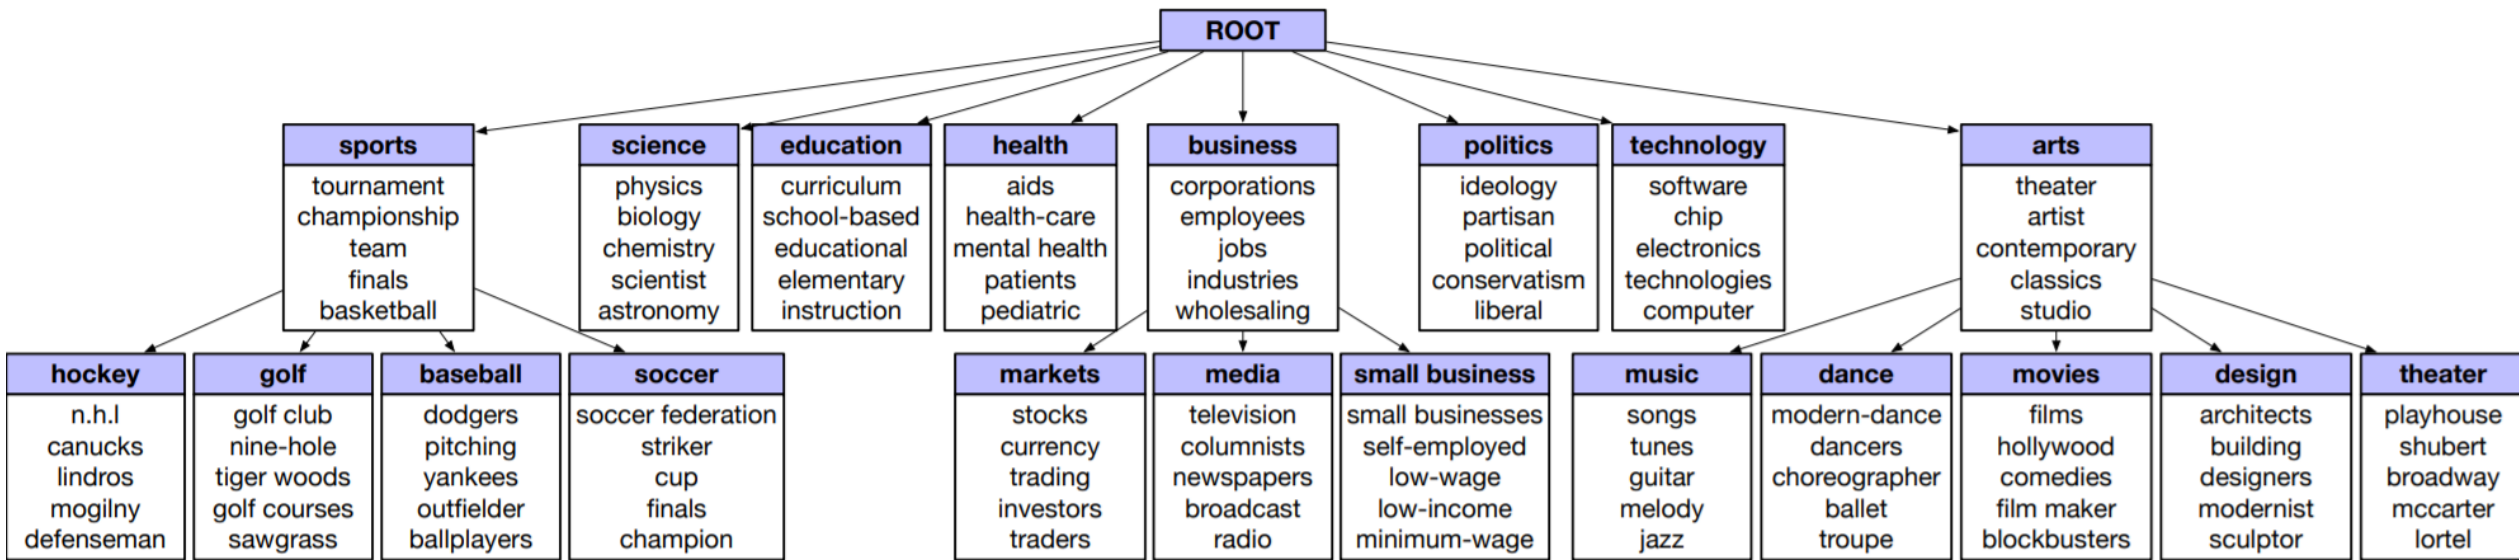 ROOT
sports
tournament
championship
team
finals
basketball
science
physics
biology
chemistry
scientist
astronomy
education
curriculum
school-based
educational
elementary
instruction
health
aids
health-care
mental health
patients
pediatric
business
corporations
employees
jobs
industries
wholesaling
politics
ideology
partisan
political
conservatism
liberal
technology
software
chip
electronics
technologies
computer
arts
theater
artist
contemporary
classics
studio
hockey
n.h.l
canucks
lindros
mogilny
defenseman
golf
golf club
nine-hole
tiger woods
golf courses
sawgrass
baseball
dodgers
pitching
yankees
outfielder
ballplayers
soccer
soccer federation
striker
cup
finals
champion
markets
stocks
currency
trading
investors
traders
media
television
columnists
newspapers
broadcast
radio
small business
small businesses
self-employed
low-wage
low-income
minimum-wage
music
songs
tunes
guitar
melody
jazz
dance
modern-dance
dancers
choreographer
ballet
troupe
movies
films
hollywood
comedies
film maker
blockbusters
design
architects
building
designers
modernist
sculptor
theater
playhouse
shubert
broadway
mccarter
lortel